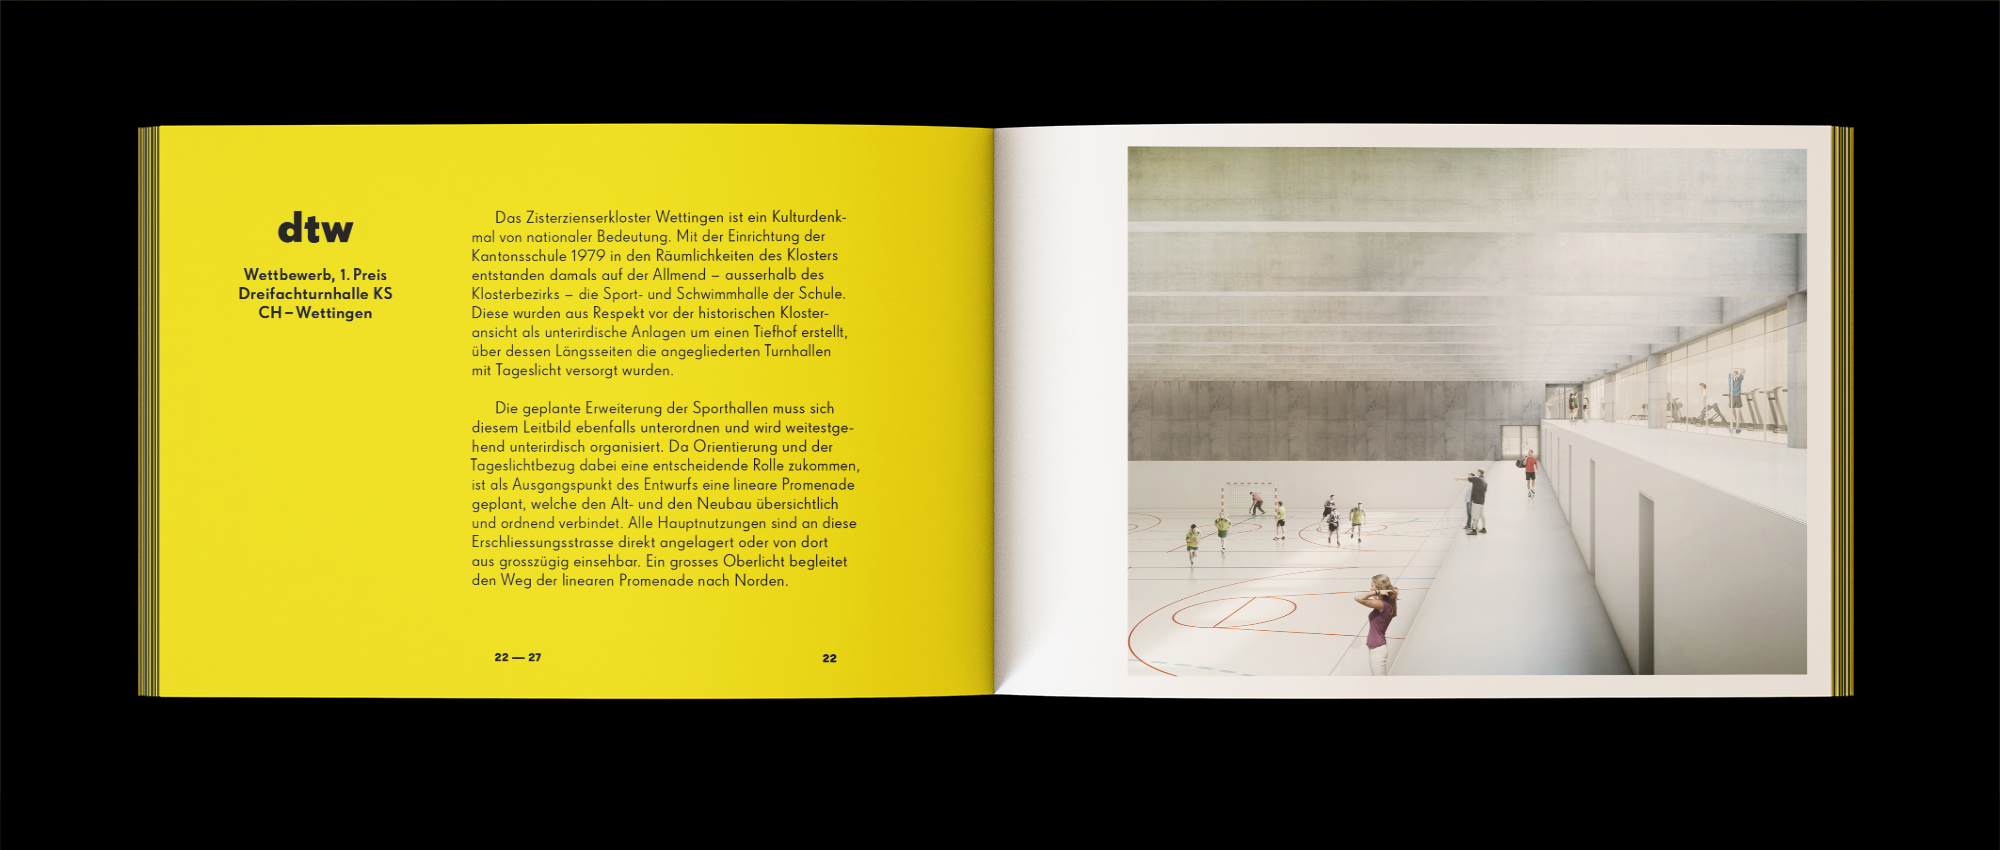 dtw
Wettbewerb, 1. Preis
Dreifachturnhalle KS
CH – Wettingen
Das Zisterzienserkloster Wettingen ist ein Kulturdenk-
mal von nationaler Bedeutung. Mit der Einrichtung der
Kantonsschule 1979 in den Räumlichkeiten des Klosters
entstanden damals auf der Allmend – ausserhalb des
Klosterbezirks – die Sport- und Schwimmhalle der Schule.
Diese wurden aus Respekt vor der historischen Kloster-
ansicht als unterirdische Anlagen um einen Tiefhof erstellt,
über dessen Längsseiten die angegliederten Turnhallen
mit Tageslicht versorgt wurden.
Die geplante Erweiterung der Sporthallen muss sich
diesem Leitbild ebenfalls unterordnen und wird weitestge-
hend unterirdisch organisiert. Da Orientierung und der
Tageslichtbezug dabei eine entscheidende Rolle zukommen,
ist als Ausgangspunkt des Entwurfs eine lineare Promenade
geplant, welche den Alt- und den Neubau übersichtlich
und ordnend verbindet. Alle Hauptnutzungen sind an diese
Erschliessungsstrasse direkt angelagert oder von dort
aus grosszügig einsehbar. Ein grosses Oberlicht begleitet
den Weg der linearen Promenade nach Norden.
22 — 27
22